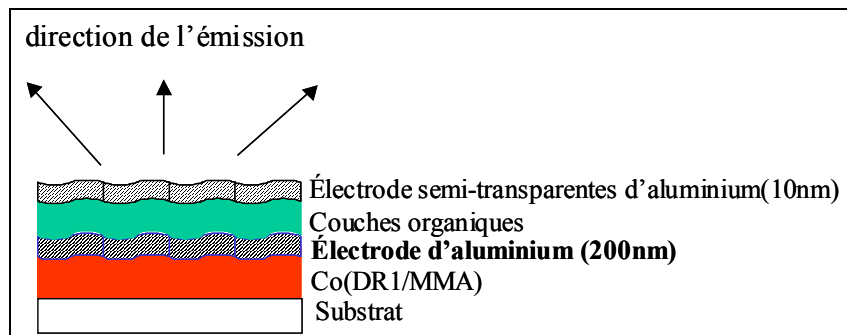 direction de l'émission
Électrode semi-transparentes d'aluminium(10nm)
Couches organiques
Électrode d'aluminium (200nm)
Co(DR1/MMA)
Substrat